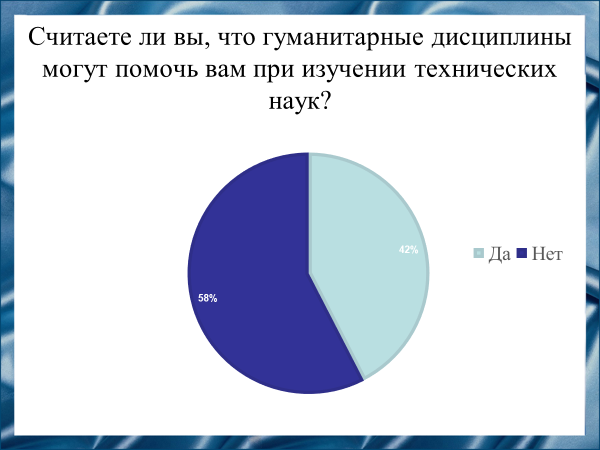 Считаете ли вы, что гуманитарные дисциплины
могут помочь вам при изучении технических
наук?
42%
Да Нет
58%